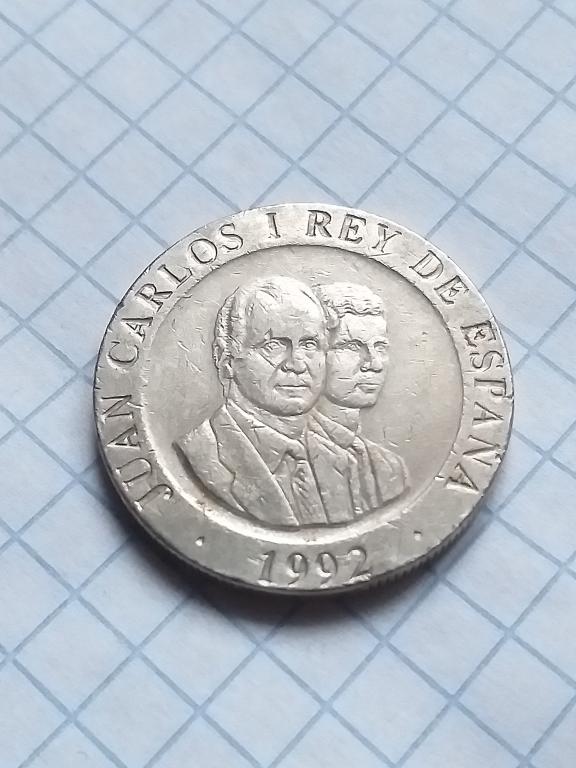 JUAN CARLOS I REY DE ESPAÑA
· 1992 ·